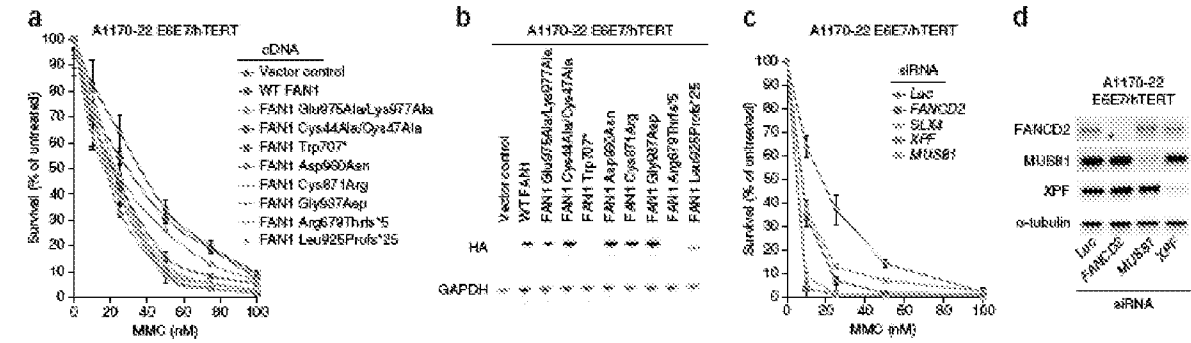 a
A1170-22 E6E7/hTERT
cDNA
Vector control
WT FAN1
FAN1 Glu975Ala/Lys977Ala
FAN1 Cys44Ala/Cys47Ala
FAN1 Trp707*
FAN1 Asp960Asn
FAN1 Cys871Arg
FAN1 Gly937Asp
FAN1 Arg679Thrfs*5
FAN1 Leu925Profs*25
Survival (% of untreated)
100
90
80
70
60
50
40
30
20
10
0
0 20 40 60 80 100
MMC (nM)
b
A1170-22 E6E7/hTERT
Vector control
WT FAN1
FAN1 Glu975Ala/Lys977Ala
FAN1 Cys44Ala/Cys47Ala
FAN1 Trp707*
FAN1 Asp960Asn
FAN1 Cys871Arg
FAN1 Gly937Asp
FAN1 Arg679Thrfs*5
FAN1 Leu925Profs*25
HA
GAPDH
c
A1170-22 E6E7/hTERT
siRNA
Luc
FANCD2
SLX4
XPF
MUS81
Survival (% of untreated)
100
90
80
70
60
50
40
30
20
10
0 20 40 60 80 100
MMC (nM)
d
A1170-22
E6E7/hTERT
FANCD2
MUS81
XPF
α-tubulin
Luc
FANCD2
MUS81
XPF
siRNA